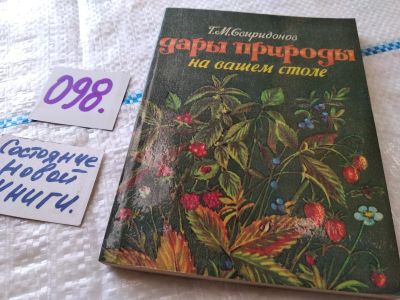 Г.М.Свиридонов
дары природы
на вашем столе
098.
Состояние
новой
книги.